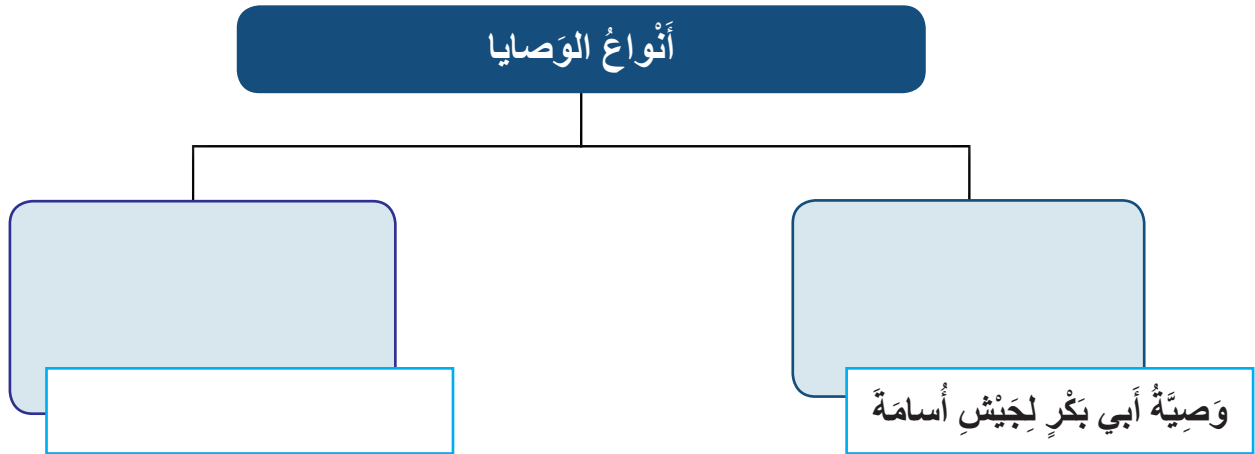 أَنْواعُ الوَصايا
وَصِيَّةُ أَبي بَكْرٍ لِجَيْشِ أُسامَةَ